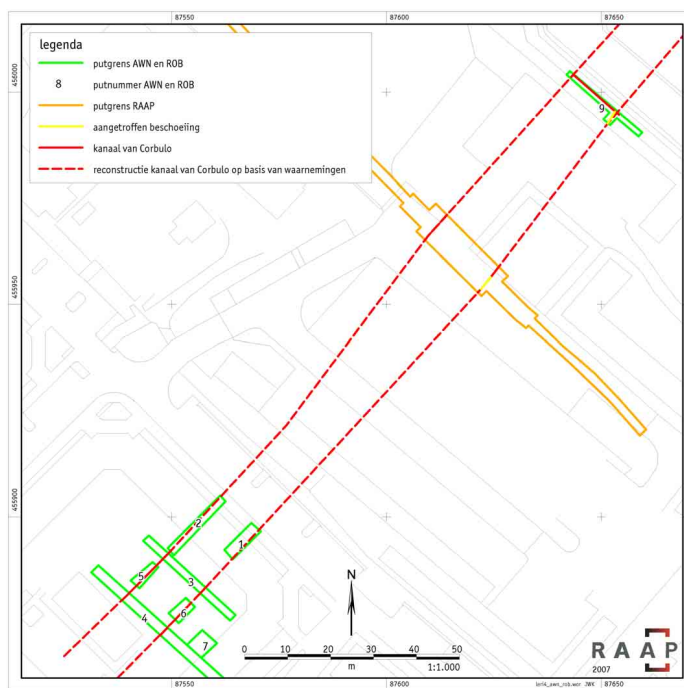 87550
87600
87650
legenda
putgrens AWN en ROB
8
putnummer AWN en ROB
putgrens RAAP
aangetroffen beschoeiing
kanaal van Corbulo
reconstructie kanaal van Corbulo op basis van waarnemingen
456000
455950
455900
9
2
1
5
3
4
6
7
N
0 10 20 30 40 50
m
1:1.000
RAAP
2007
87550
87600
87650